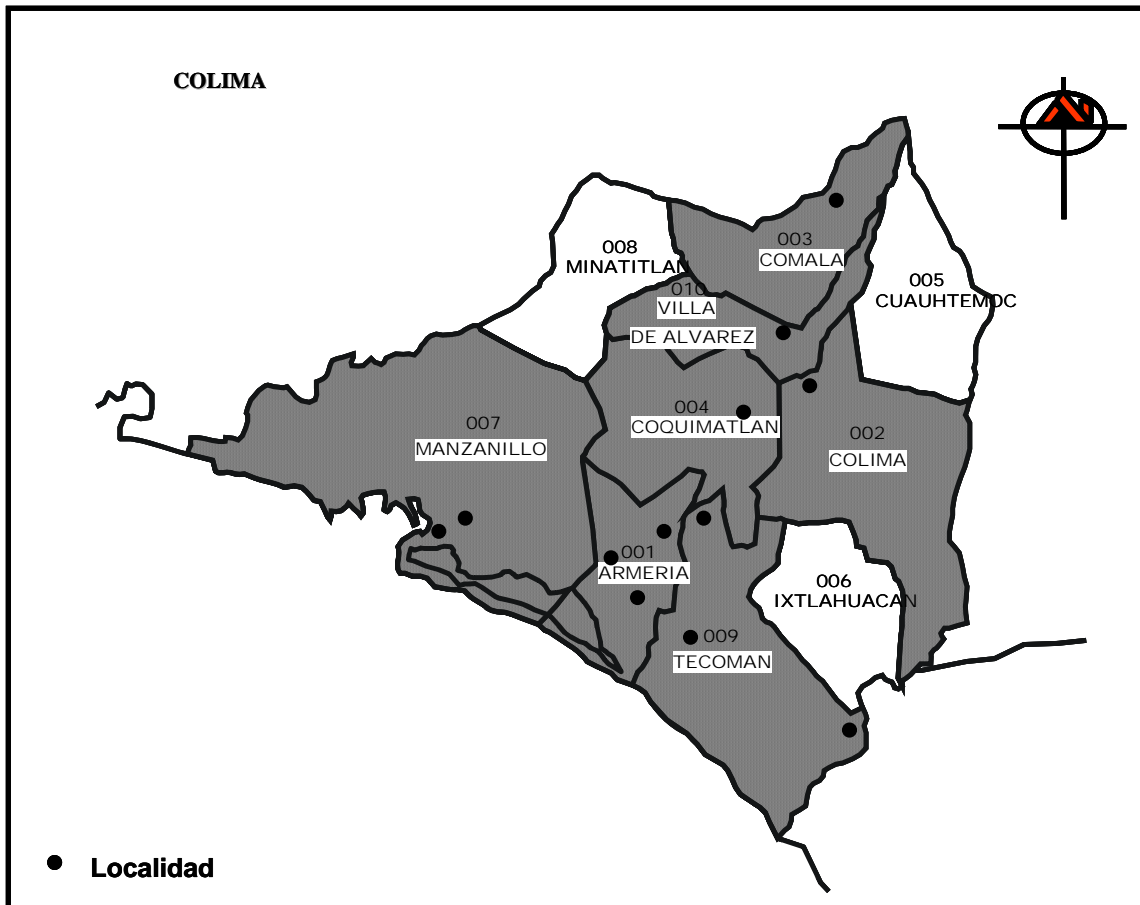 COLIMA
003
COMALA
008
MINATITLAN
005
CUAUHTEMOC
010
VILLA
DE ALVAREZ
004
COQUIMATLAN
007
MANZANILLO
002
COLIMA
001
ARMERIA
006
IXTLAHUACAN
009
TECOMAN
Localidad